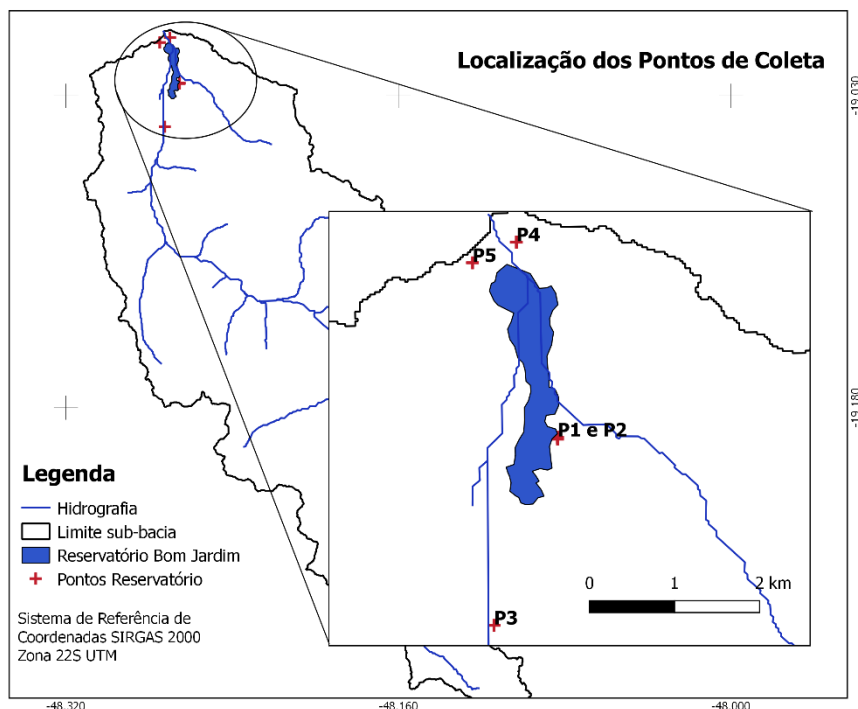 Localização dos Pontos de Coleta
-19.030
P4
P5
-19.180
P1 e P2
Legenda
Hidrografia
Limite sub-bacia
Reservatório Bom Jardim
Pontos Reservatório
0 1 2 km
Sistema de Referência de
Coordenadas SIRGAS 2000
Zona 22S UTM
P3
-48.320 -48.160 -48.000